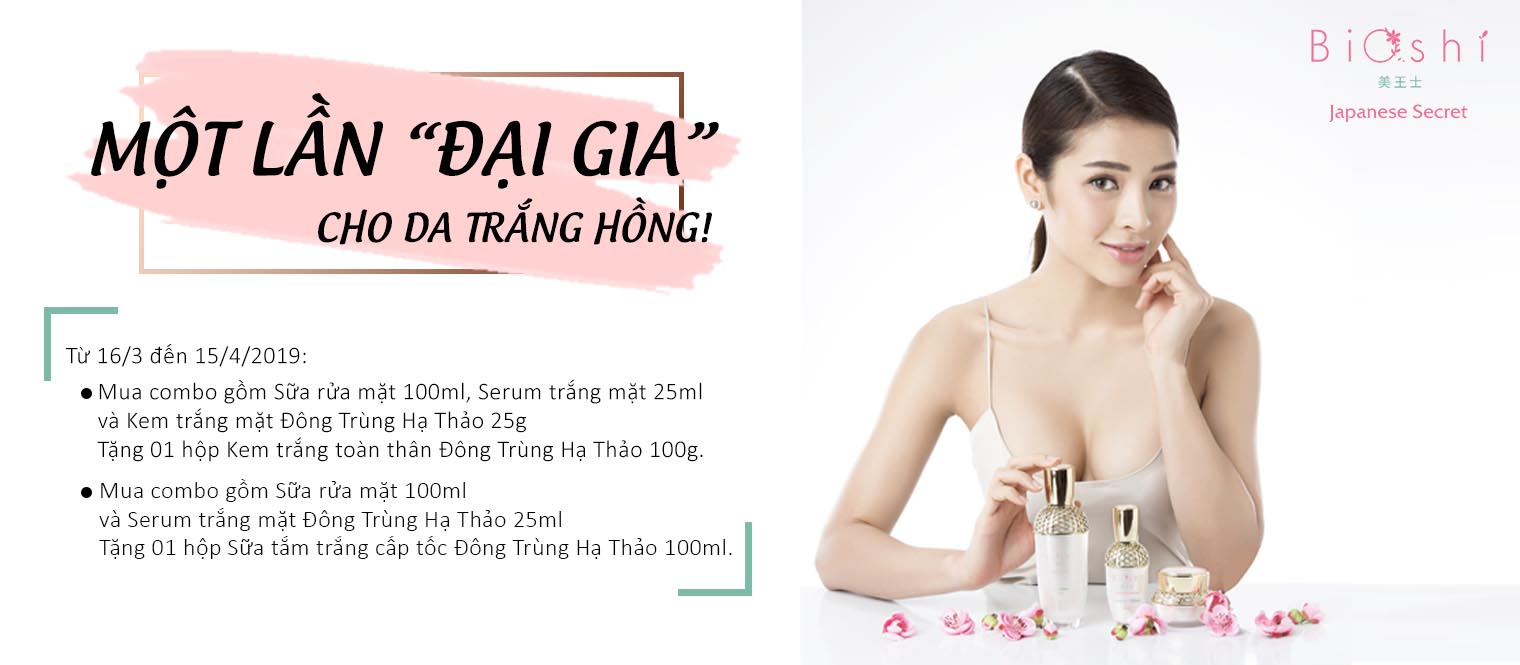 MỘT LẦN “ĐẠI GIA”
CHO DA TRẮNG HỒNG!
Từ 16/3 đến 15/4/2019:
● Mua combo gồm Sữa rửa mặt 100ml, Serum trắng mặt 25ml
và Kem trắng mặt Đông Trùng Hạ Thảo 25g
Tặng 01 hộp Kem trắng toàn thân Đông Trùng Hạ Thảo 100g.
● Mua combo gồm Sữa rửa mặt 100ml
và Serum trắng mặt Đông Trùng Hạ Thảo 25ml
Tặng 01 hộp Sữa tắm trắng cấp tốc Đông Trùng Hạ Thảo 100ml.
BiOshi
美王士
Japanese Secret